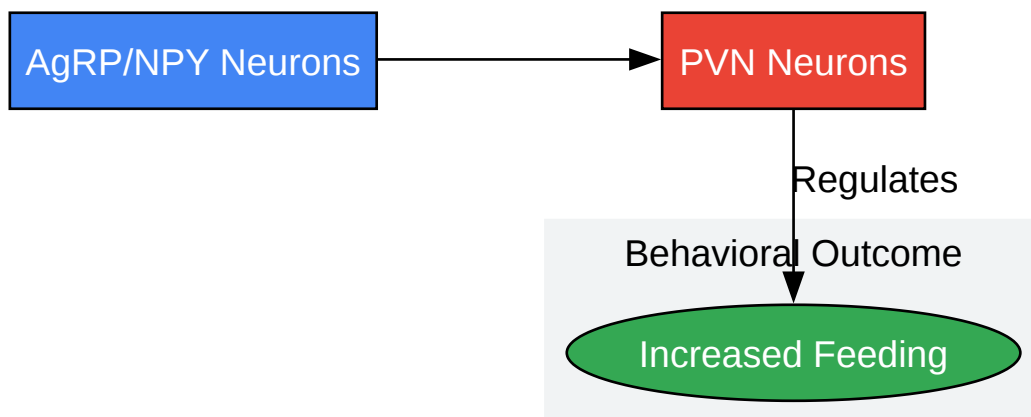 AgRP/NPY Neurons
PVN Neurons
Regulates
Behavioral Outcome
Increased Feeding